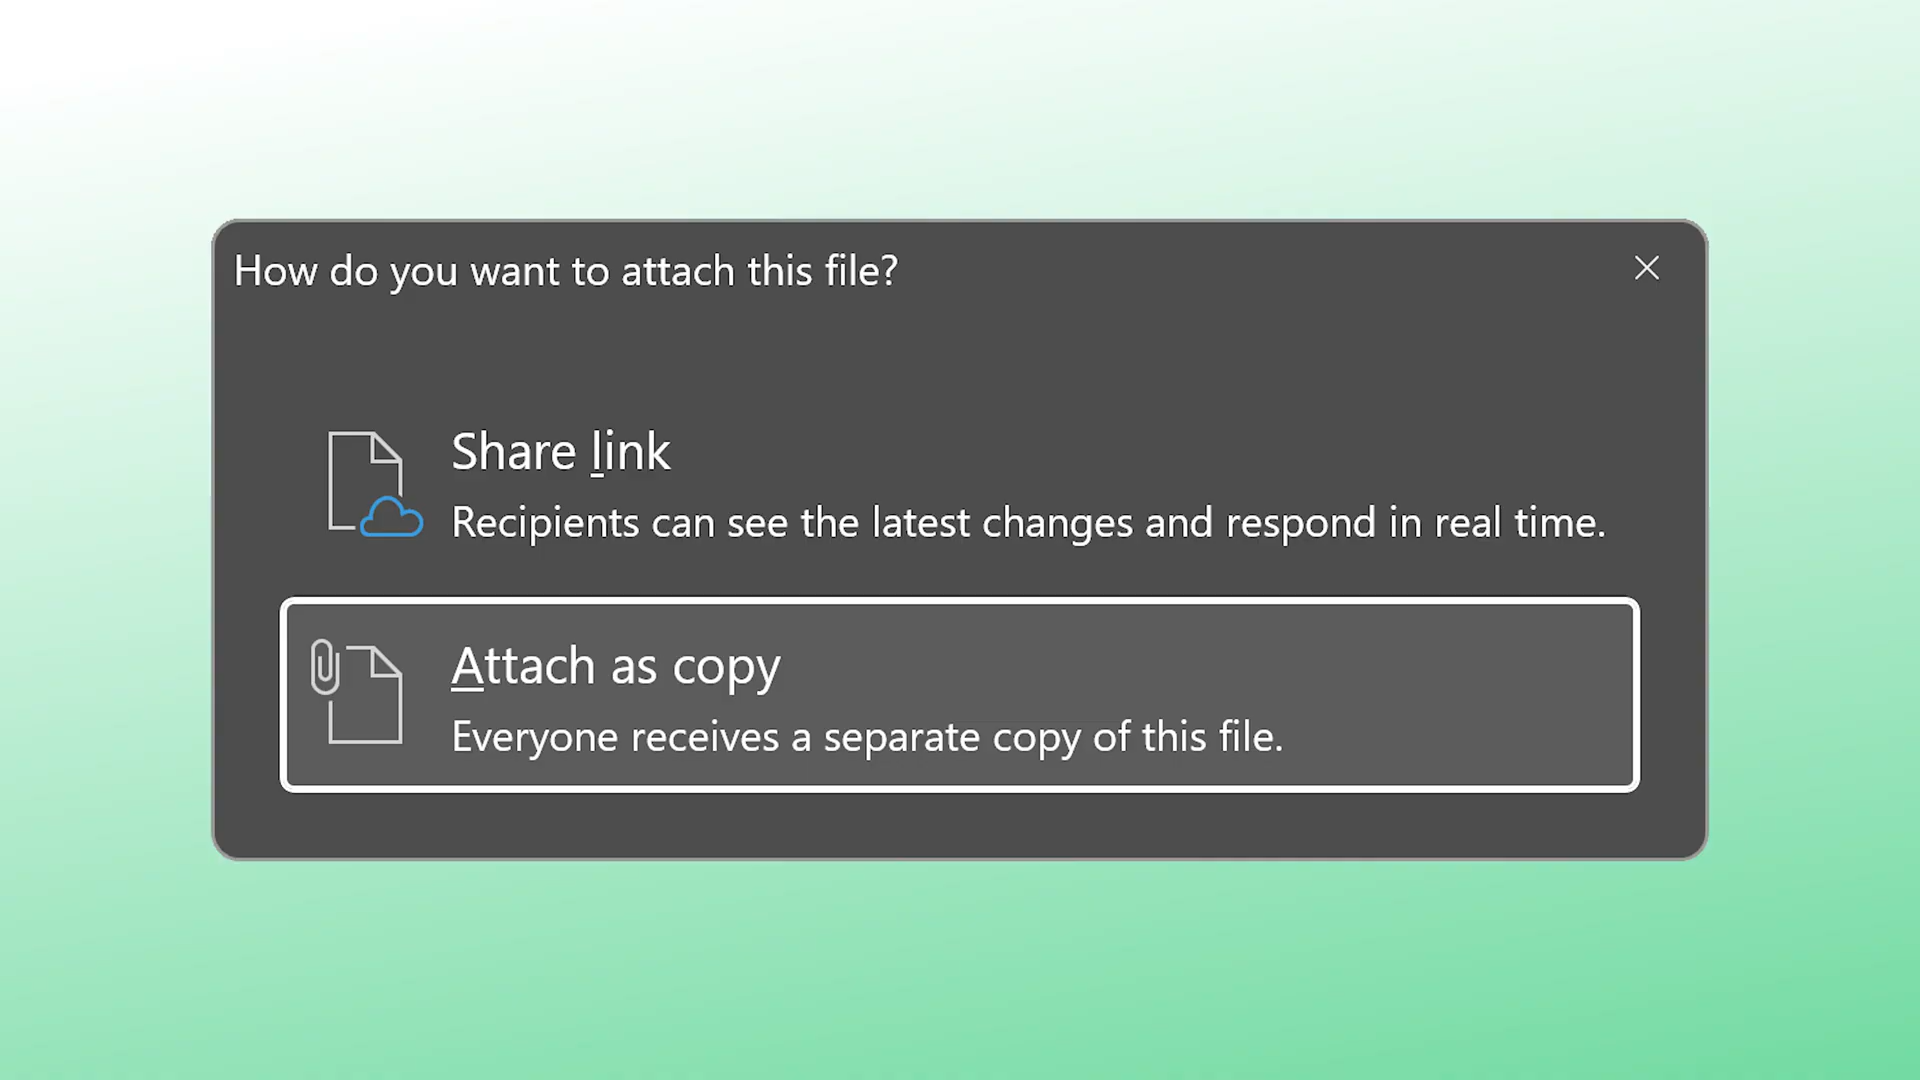 How do you want to attach this file?
Share link
Recipients can see the latest changes and respond in real time.
Attach as copy
Everyone receives a separate copy of this file.